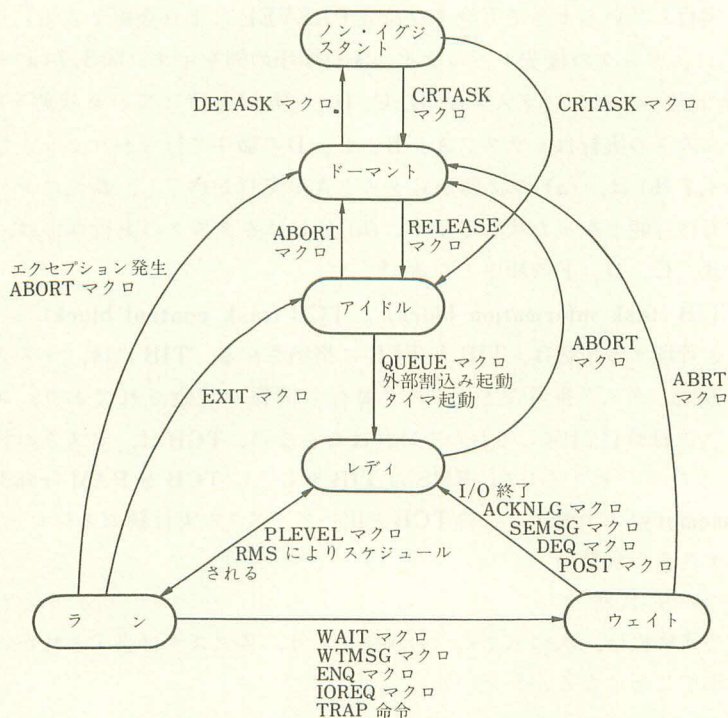 ノン・イグジ
スタント
DETASK マクロ
CRTASK
マクロ
CRTASK マクロ
ドーマント
ABORT
マクロ
RELEASE
マクロ
エクセプション発生
ABORT マクロ
アイドル
EXIT マクロ
QUEUE マクロ
外部割込み起動
タイマ起動
ABORT
マクロ
ABRT
マクロ
レディ
PLEVEL マクロ
RMS によりスケジュール
される
I/O 終了
ACKNLG マクロ
SEMSG マクロ
DEQ マクロ
POST マクロ
ラン
ウェイト
WAIT マクロ
WTMSG マクロ
ENQ マクロ
IOREQ マクロ
TRAP 命令